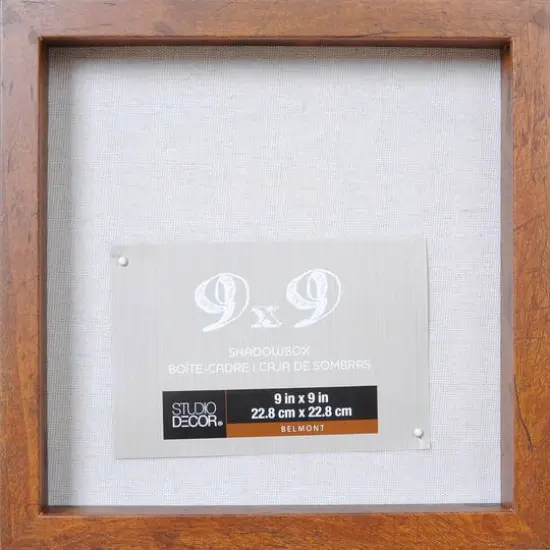 9x9
SHADOWBOX
BOÎTE-CADRE | CAJA DE SOMBRAS
STUDIO
DECOR®
9 in x 9 in
22.8 cm x 22.8 cm
BELMONT